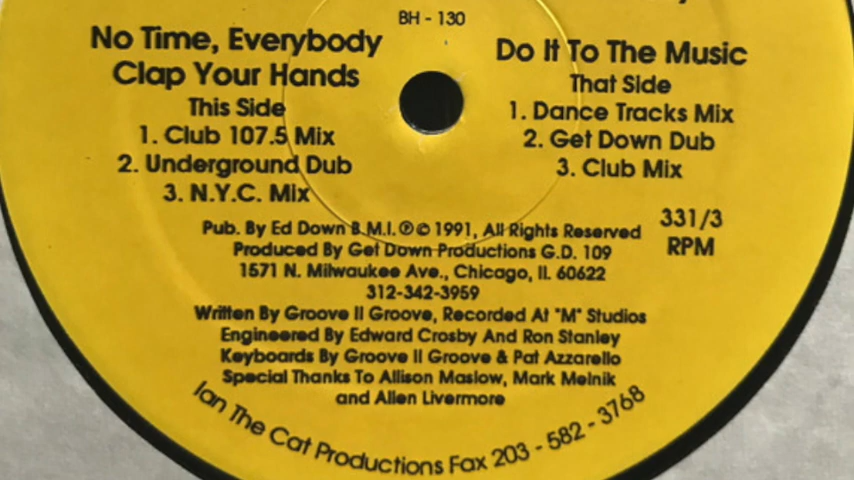 BH - 130
No Time, Everybody
Clap Your Hands
This Side
1. Club 107.5 Mix
2. Underground Dub
3. N.Y.C. Mix
Do It To The Music
That Side
1. Dance Tracks Mix
2. Get Down Dub
3. Club Mix
331/3
RPM
Pub. By Ed Down B.M.I. ℗© 1991, All Rights Reserved
Produced By Get Down Productions G.D. 109
1571 N. Milwaukee Ave., Chicago, Il. 60622
312-342-3959
Written By Groove II Groove, Recorded At "M" Studios
Engineered By Edward Crosby And Ron Stanley
Keyboards By Groove II Groove & Pat Azzarello
Special Thanks To Allison Maslow, Mark Melnik
and Allen Livermore
Ian The Cat Productions Fax 203 - 582 - 3768